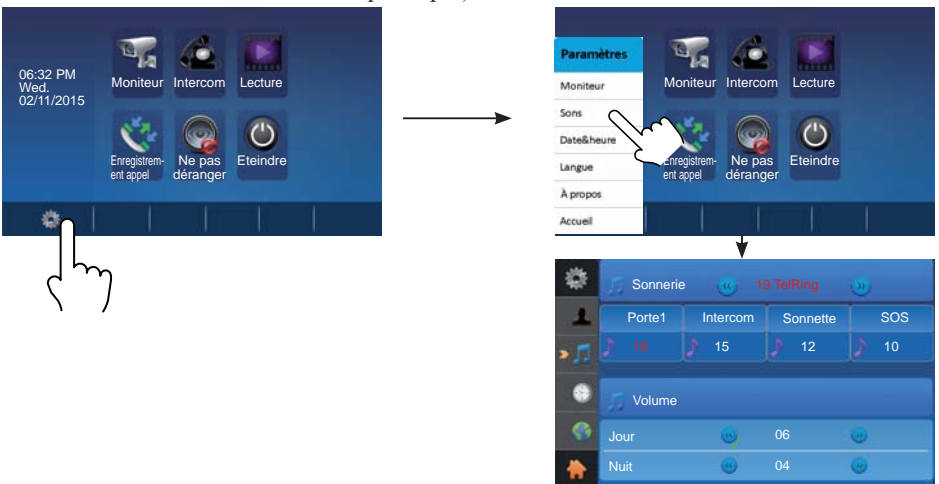 06:32 PM
Wed.
02/11/2015
Moniteur Intercom Lecture
Enregistrem-
ent appel
Ne pas
déranger
Eteindre
Paramètres
Moniteur
Sons
Date&heure
Langue
À propos
Accueil
Moniteur Intercom Lecture
Enregistrem-
ent appel
Ne pas
déranger
Eteindre
Sonnerie 19 TelRing
Porte1 Intercom Sonnette SOS
19 15 12 10
Volume
Jour 06
Nuit 04